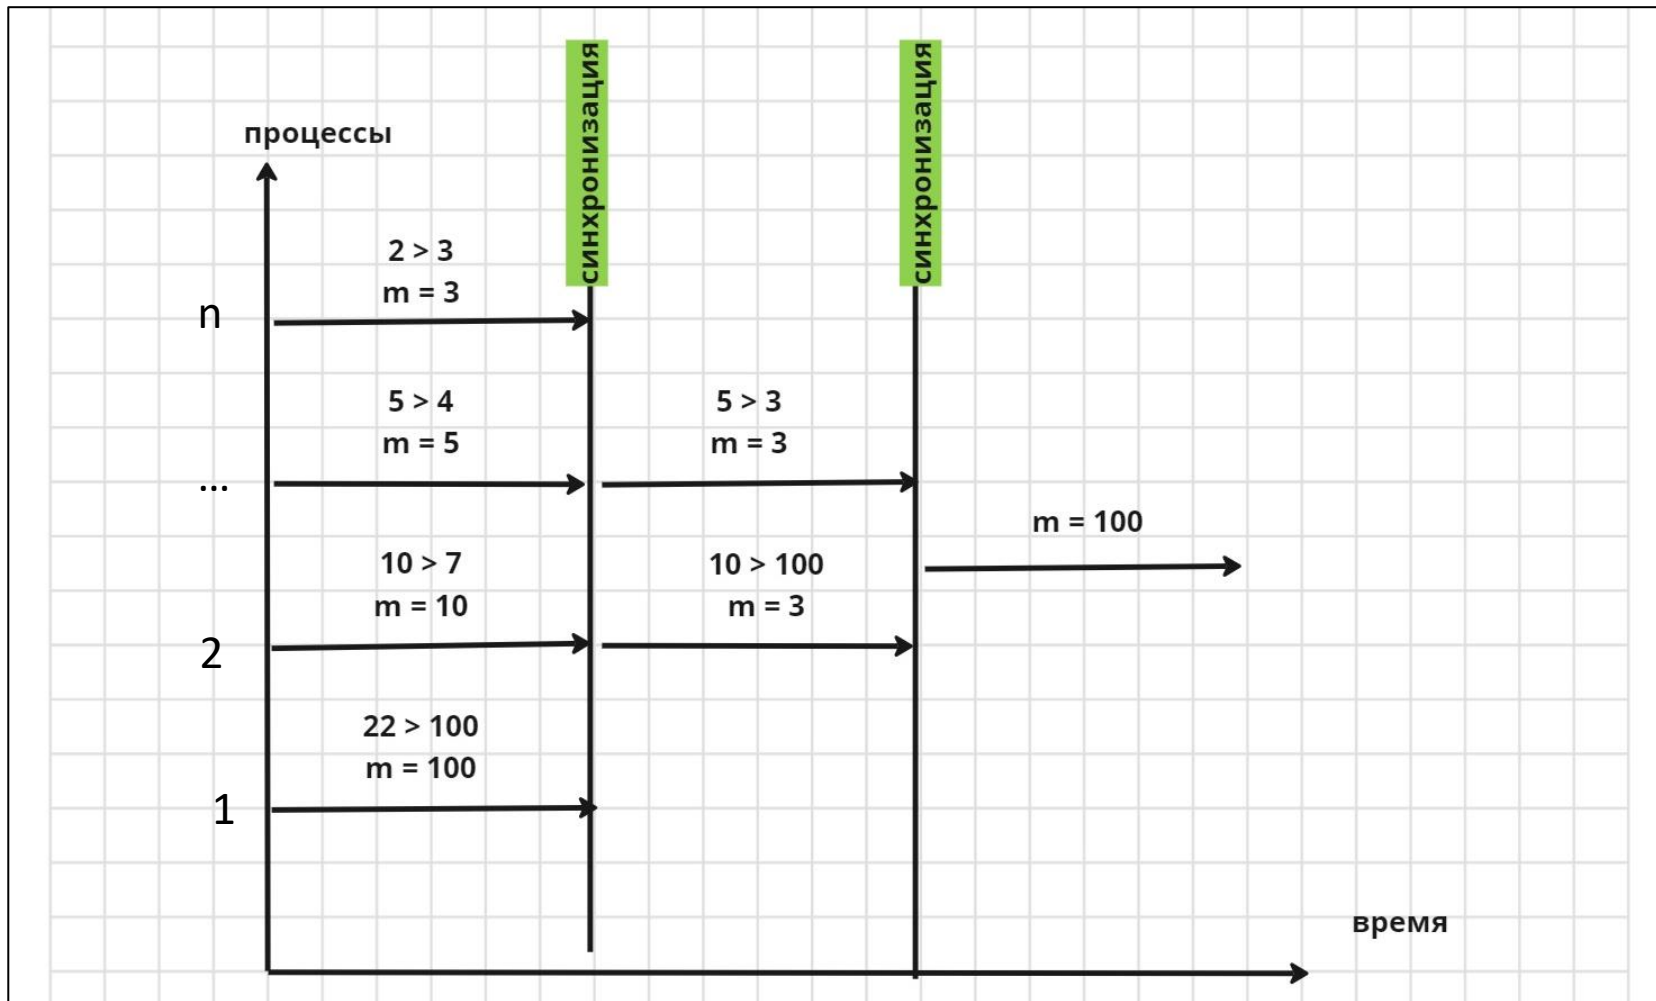 процессы
синхронизация
синхронизация
2 > 3
m = 3
n
5 > 4
m = 5
5 > 3
m = 3
...
m = 100
10 > 7
m = 10
10 > 100
m = 3
2
22 > 100
m = 100
1
время